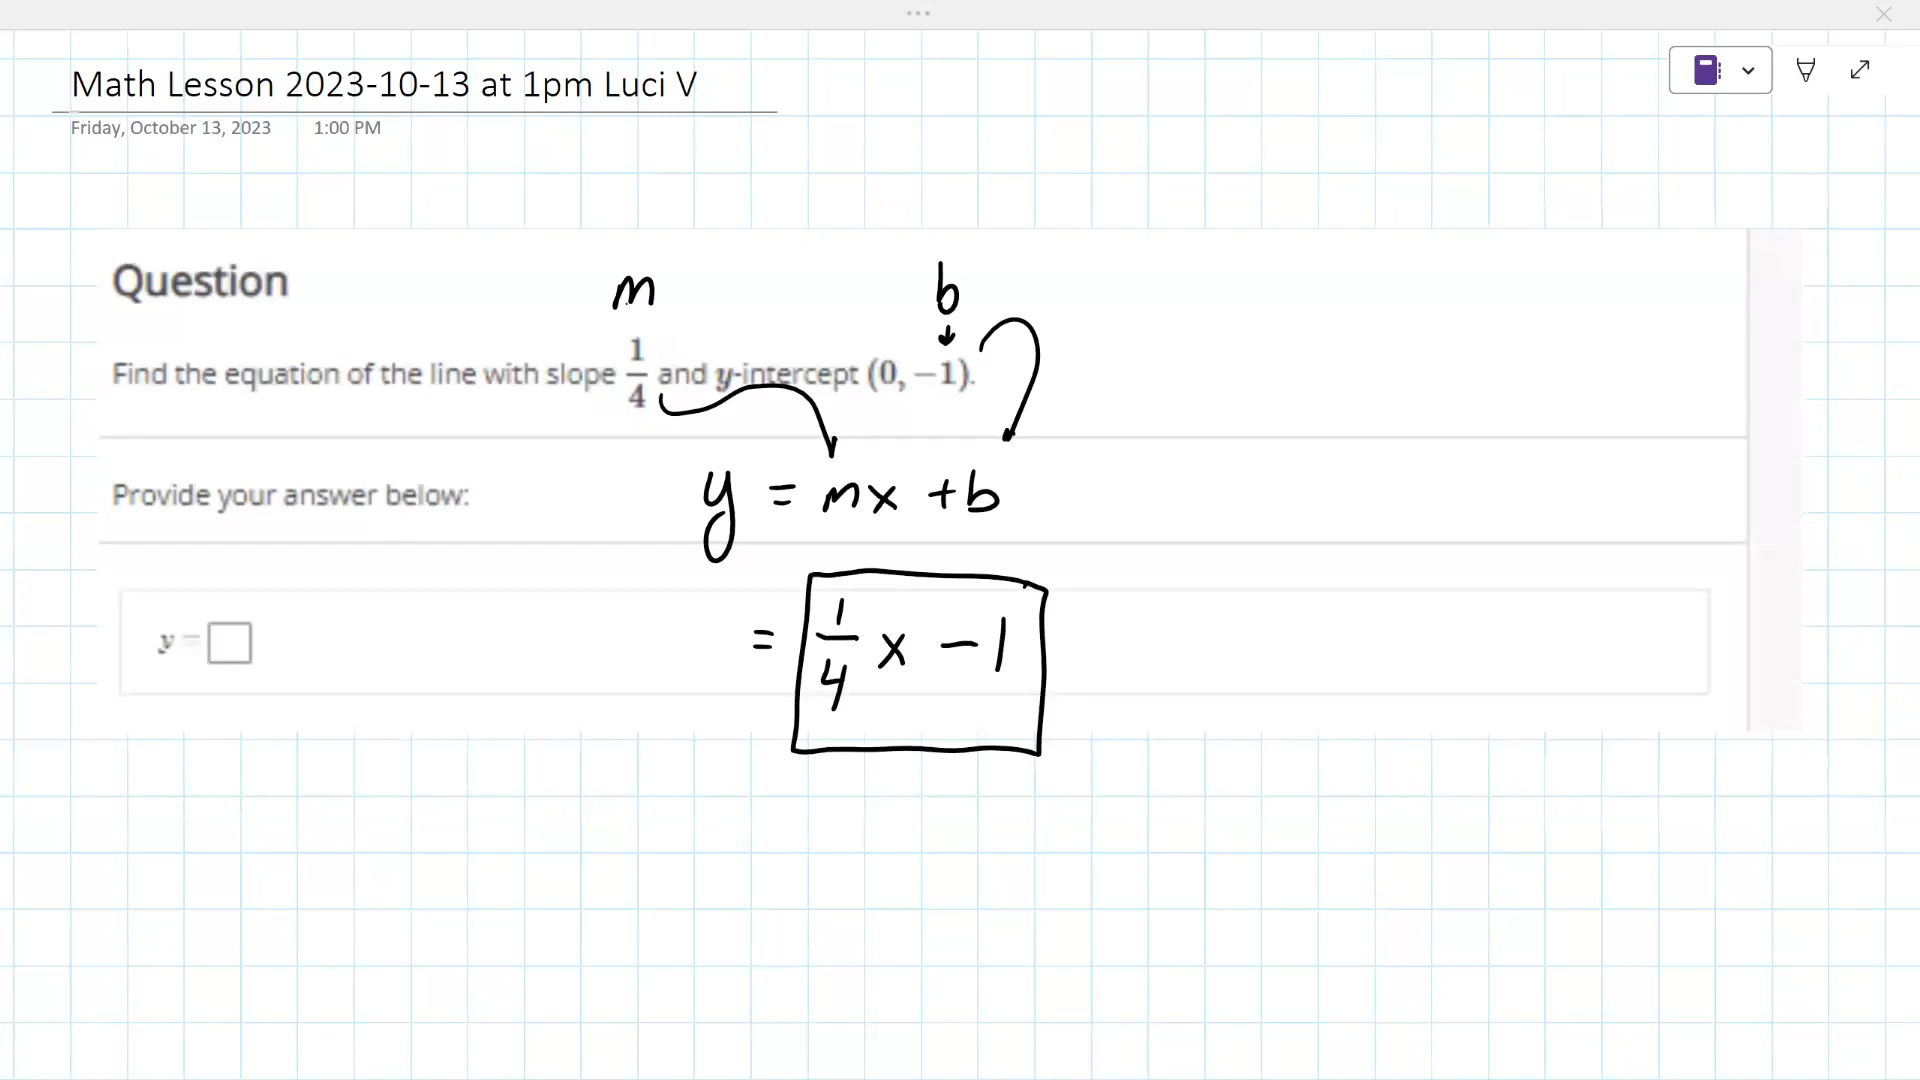 Math Lesson 2023-10-13 at 1pm Luci V
Friday, October 13, 2023 1:00 PM
Question
m
b
Find the equation of the line with slope 1/4 and y-intercept (0, −1).
Provide your answer below:
y = mx + b
y =
= 1/4 x − 1